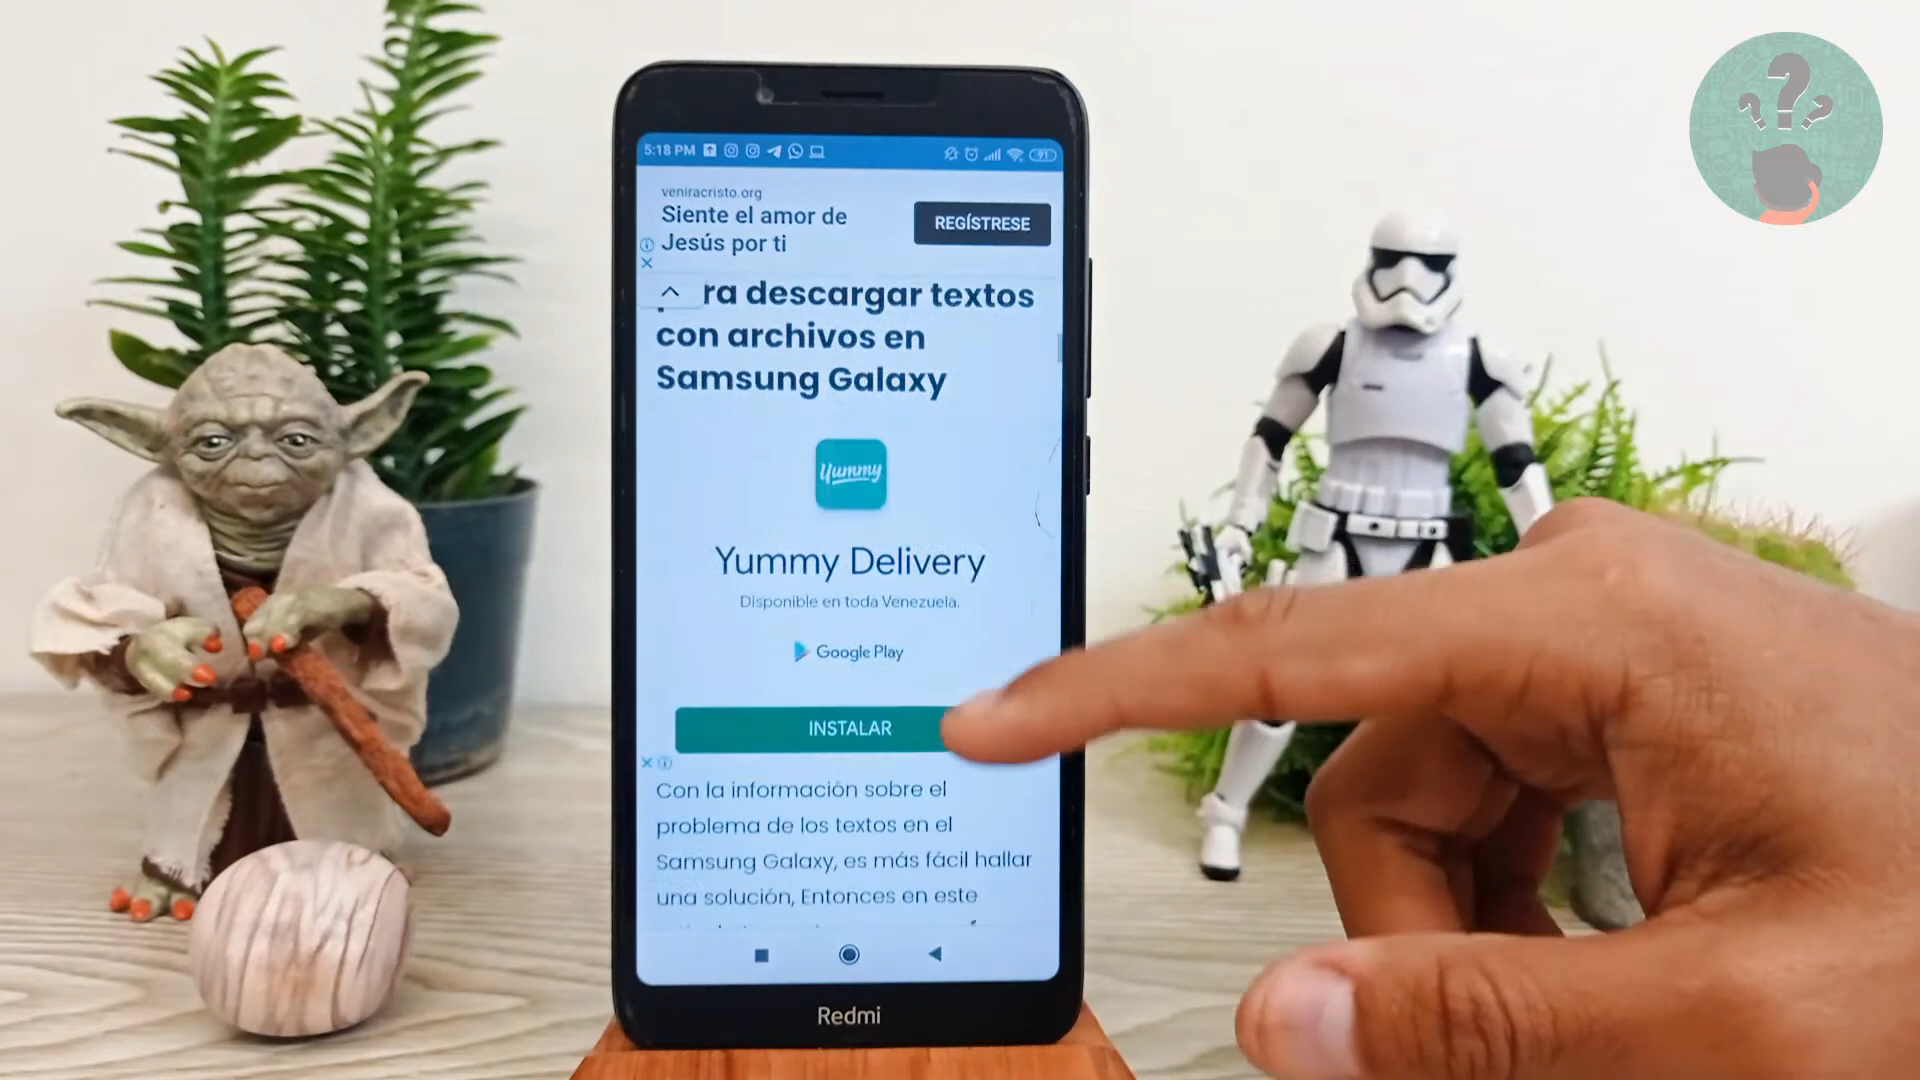 5:18 PM
91
veniracristo.org
Siente el amor de
Jesús por ti
REGÍSTRESE
ra descargar textos
con archivos en
Samsung Galaxy
Yummy
Yummy Delivery
Disponible en toda Venezuela.
Google Play
INSTALAR
Con la información sobre el
problema de los textos en el
Samsung Galaxy, es más fácil hallar
una solución, Entonces en este
Redmi